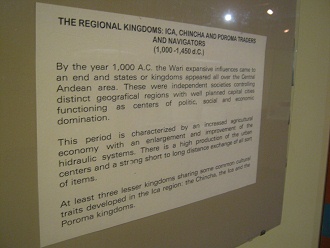 THE REGIONAL KINGDOMS: ICA, CHINCHA AND POROMA TRADERS
AND NAVIGATORS
(1,000 -1,450 d.C.)
By the year 1,000 A.C. the Wari expansive influences came to
an end and states or kingdoms appeared all over the Central
Andean area. These were independent societies controlling
distinct geografical regions with well planned capital cities
functioning as centers of politic, social and economic
domination.
This period is characterized by an increased agricultural
economy with an enlargement and improvement of the
hidraulic systems. There is a high production of the urban
centers and a strong short to long distance exchange of all sort
of items.
At least three lesser kingdoms sharing some common cultural
traits developed in the Ica region: the Chincha, the Ica and the
Poroma kingdoms.